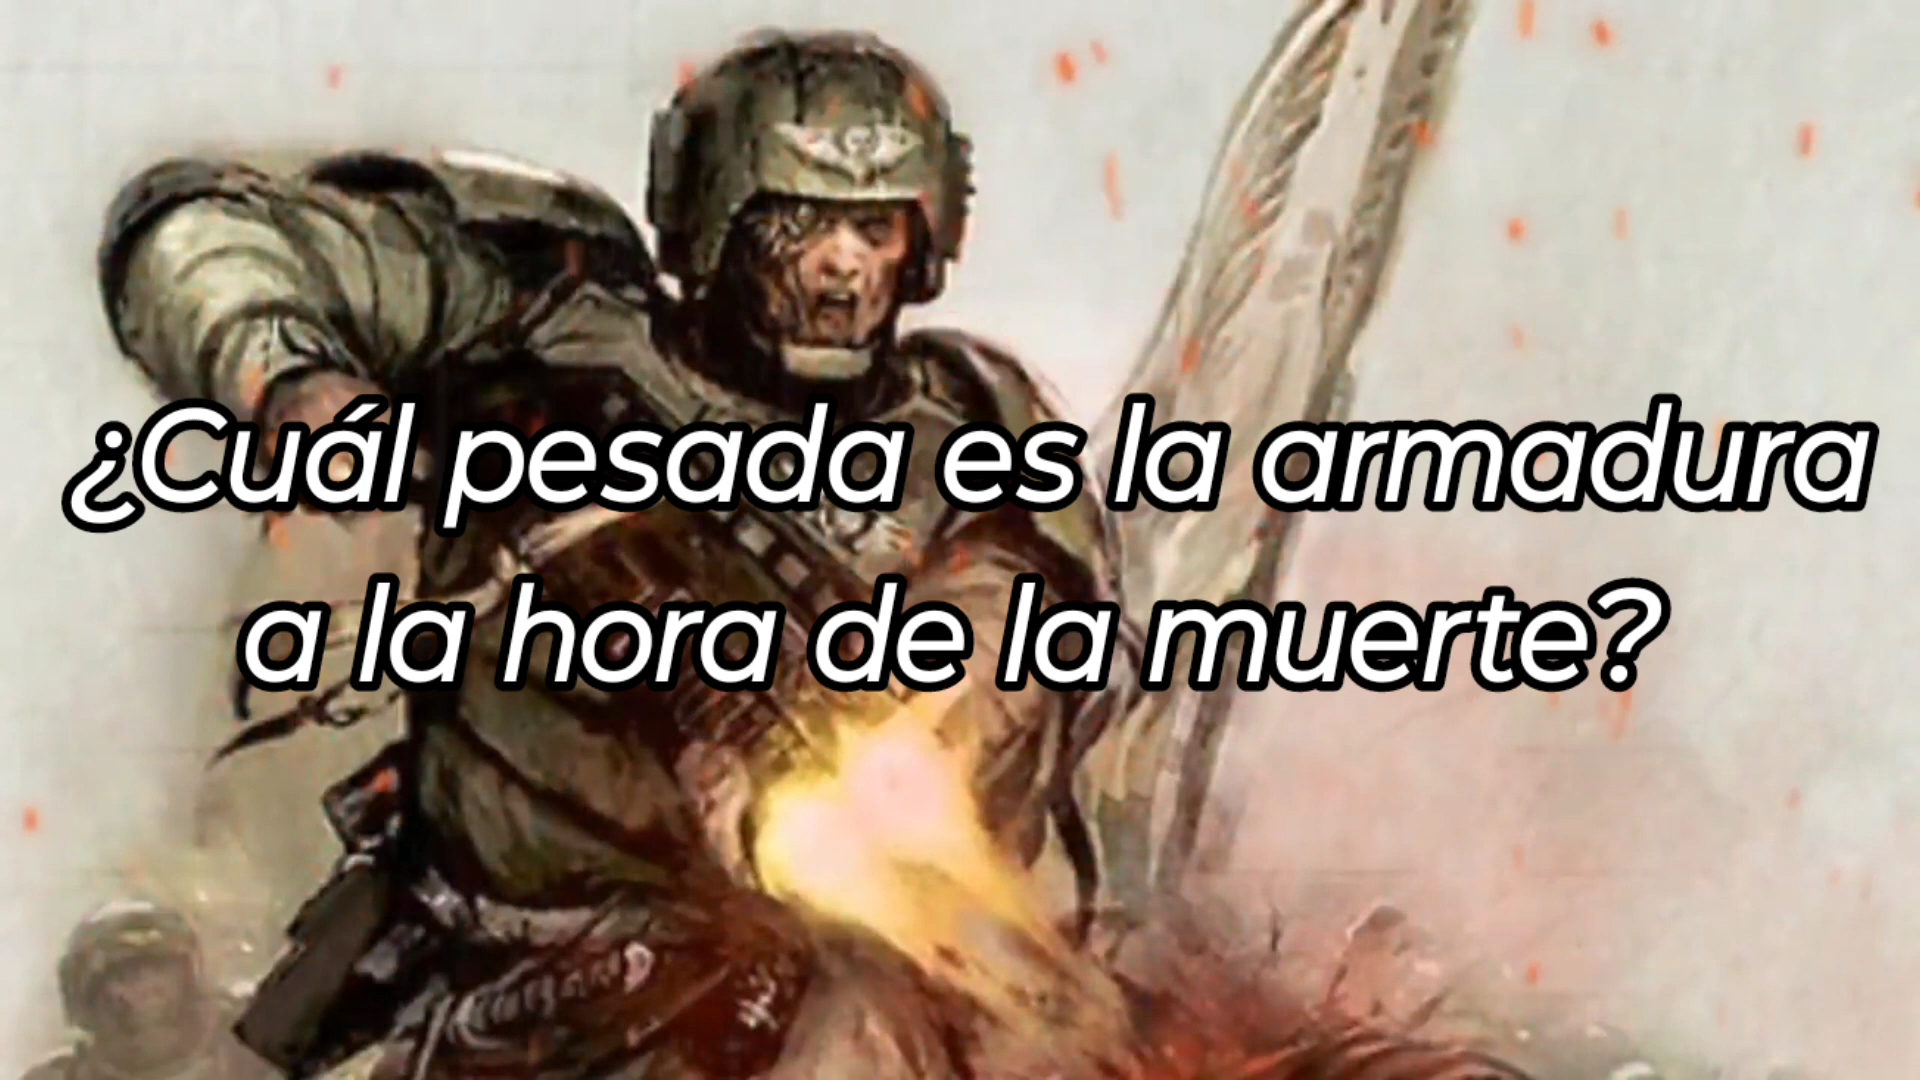 ¿Cuál pesada es la armadura
a la hora de la muerte?